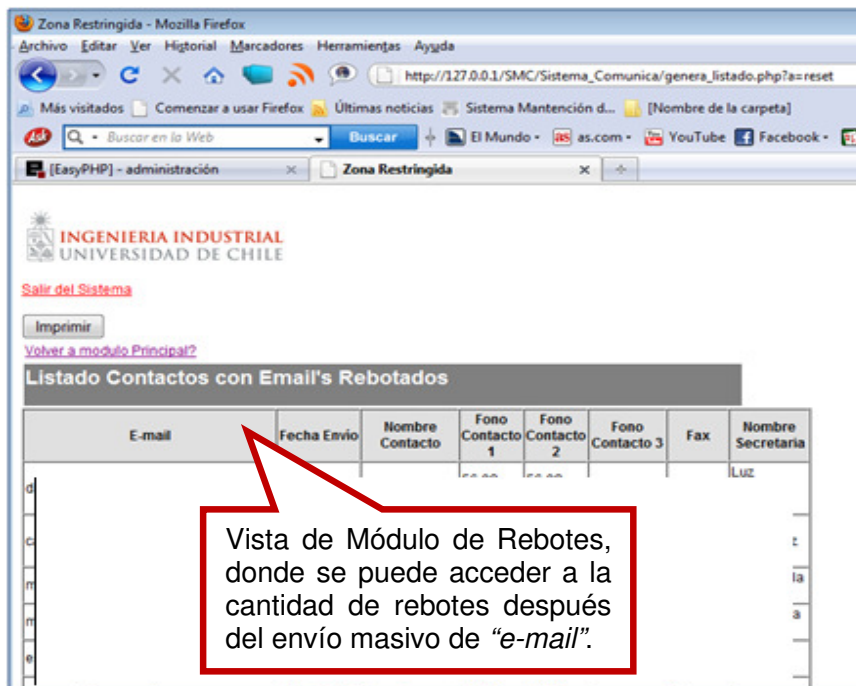 Zona Restringida - Mozilla Firefox
Archivo Editar Ver Historial Marcadores Herramientas Ayuda
http://127.0.0.1/SMC/Sistema_Comunica/genera_listado.php?a=reset
Más visitados Comenzar a usar Firefox Últimas noticias Sistema Mantención d... [Nombre de la carpeta]
Ask Buscar en la Web Buscar El Mundo as as.com YouTube Facebook
[EasyPHP] - administración Zona Restringida
INGENIERIA INDUSTRIAL
UNIVERSIDAD DE CHILE
Salir del Sistema
Imprimir
Volver a modulo Principal?
Listado Contactos con Email's Rebotados
E-mail Fecha Envio Nombre Contacto Fono Contacto 1 Fono Contacto 2 Fono Contacto 3 Fax Nombre Secretaria
Luz
Vista de Módulo de Rebotes,
donde se puede acceder a la
cantidad de rebotes después
del envío masivo de “e-mail”.